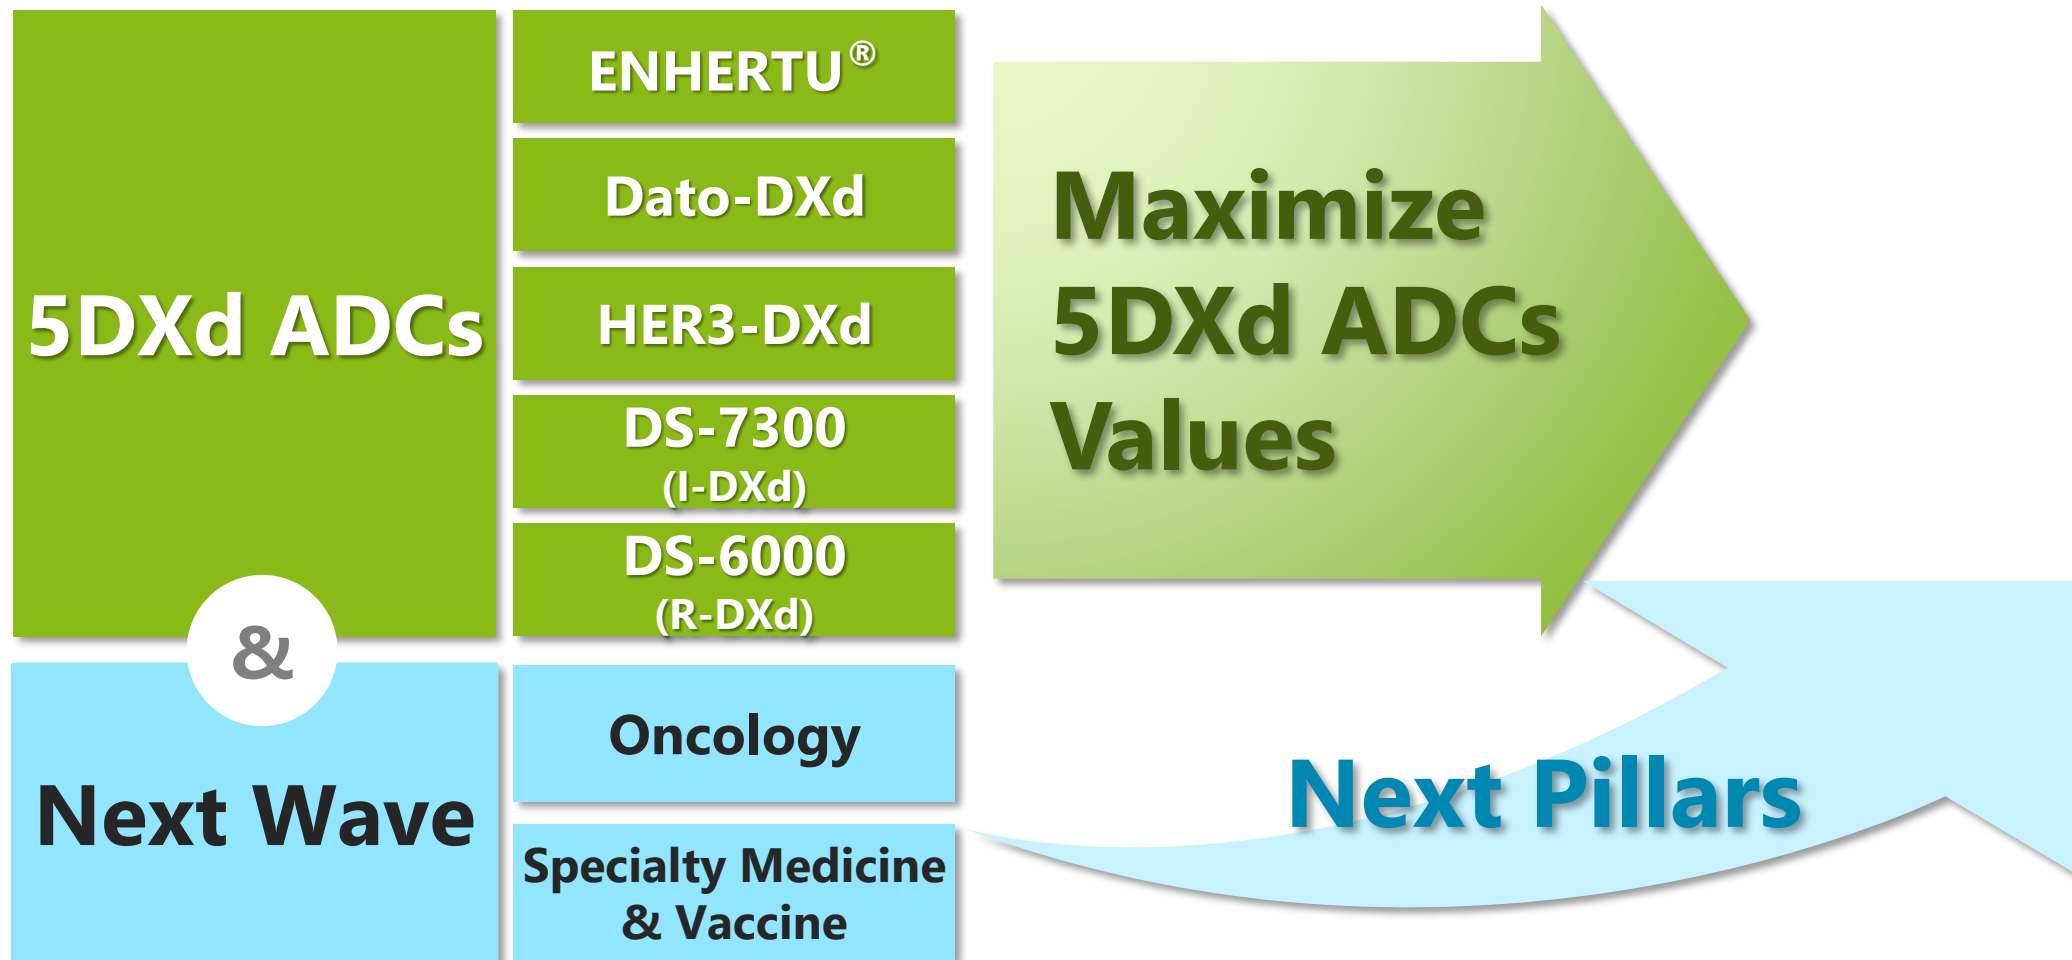 5DXd ADCs
ENHERTU®
Dato-DXd
HER3-DXd
DS-7300
(I-DXd)
DS-6000
(R-DXd)
Maximize
5DXd ADCs
Values
&
Next Wave
Oncology
Specialty Medicine
& Vaccine
Next Pillars